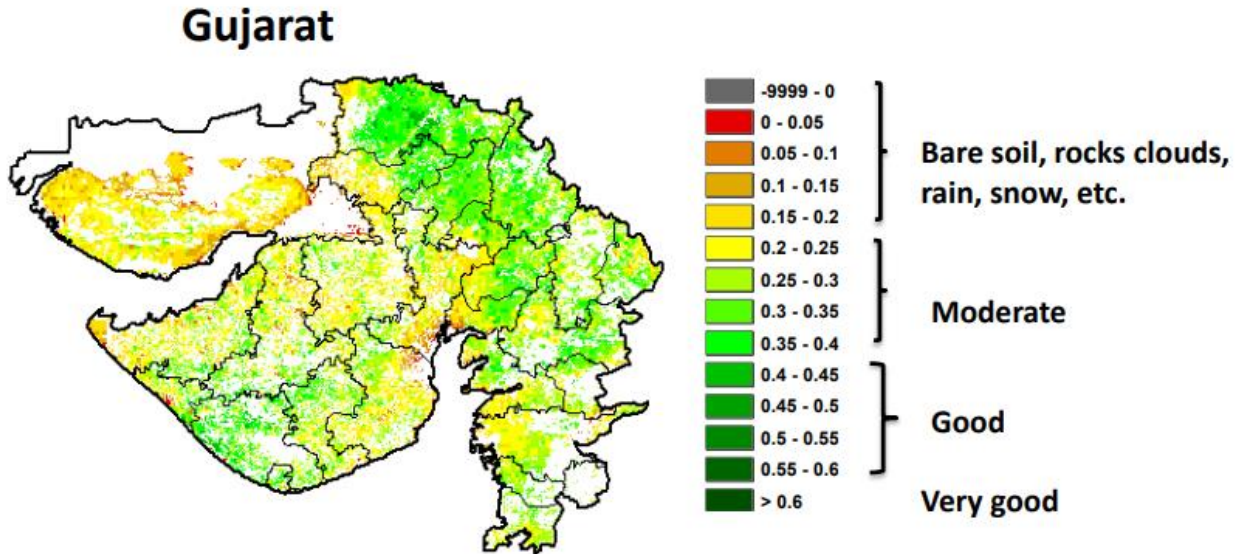 Gujarat
-9999 - 0
0 - 0.05
0.05 - 0.1
0.1 - 0.15
0.15 - 0.2
0.2 - 0.25
0.25 - 0.3
0.3 - 0.35
0.35 - 0.4
0.4 - 0.45
0.45 - 0.5
0.5 - 0.55
0.55 - 0.6
> 0.6
Bare soil, rocks clouds,
rain, snow, etc.
Moderate
Good
Very good